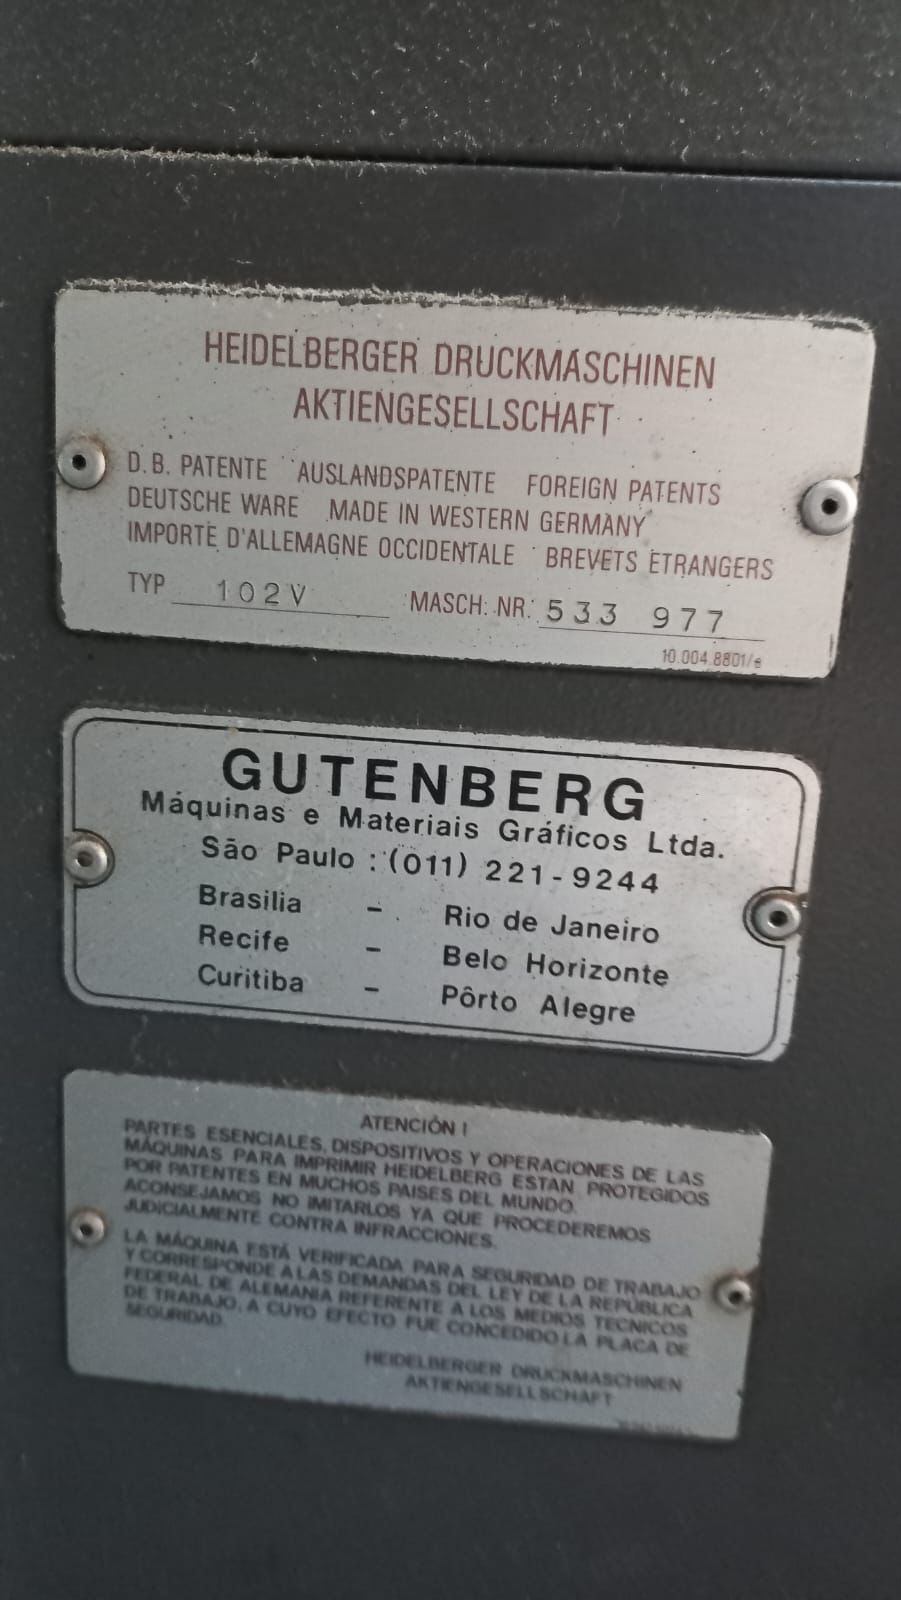 HEIDELBERGER DRUCKMASCHINEN
AKTIENGESELLSCHAFT
D.B. PATENTE AUSLANDSPATENTE FOREIGN PATENTS
DEUTSCHE WARE MADE IN WESTERN GERMANY
IMPORTÉ D'ALLEMAGNE OCCIDENTALE BREVETS ETRANGERS
TYP 102V MASCH. NR. 533 977
10.004.8801/e
GUTENBERG
Máquinas e Materiais Gráficos Ltda.
São Paulo : (011) 221-9244
Brasilia - Rio de Janeiro
Recife - Belo Horizonte
Curitiba - Pôrto Alegre
ATENCIÓN !
PARTES ESENCIALES, DISPOSITIVOS Y OPERACIONES DE LAS
MÁQUINAS PARA IMPRIMIR HEIDELBERG ESTAN PROTEGIDOS
POR PATENTES EN MUCHOS PAISES DEL MUNDO.
ACONSEJAMOS NO IMITARLOS YA QUE PROCEDEREMOS
JUDICIALMENTE CONTRA INFRACCIONES.
LA MÁQUINA ESTÁ VERIFICADA PARA SEGURIDAD DE TRABAJO
Y CORRESPONDE A LAS DEMANDAS DEL LEY DE LA REPÚBLICA
FEDERAL DE ALEMANIA REFERENTE A LOS MEDIOS TECNICOS
DE TRABAJO, A CUYO EFECTO FUE CONCEDIDO LA PLACA DE
SEGURIDAD.
HEIDELBERGER DRUCKMASCHINEN
AKTIENGESELLSCHAFT